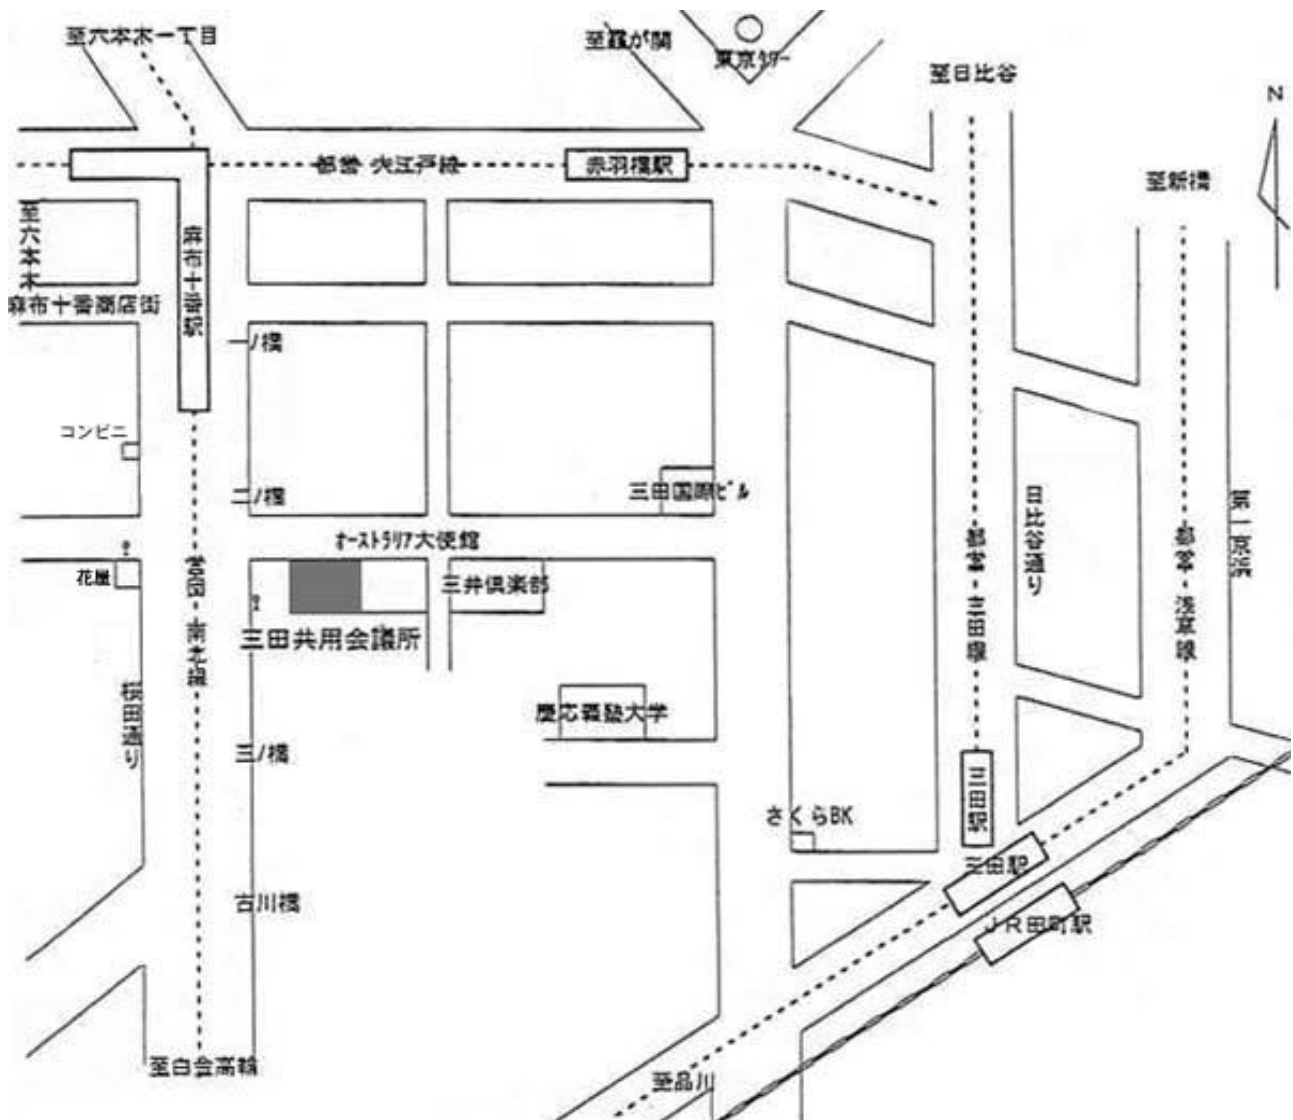 至六本木一丁目
至霞が関
東京タワー
至日比谷
N
至新橋
都営 大江戸線
赤羽橋駅
至六本木
麻布十番駅
麻布十番商店街
一ノ橋
コンビニ
二ノ橋
三田国際ビル
オーストラリア大使館
花屋
三井倶楽部
三田共用会議所
営団 南北線
桜田通り
慶応義塾大学
三ノ橋
都営 三田線
日比谷通り
都営 浅草線
第一京浜
三田駅
さくらBK
三田駅
古川橋
JR田町駅
至白金高輪
至品川